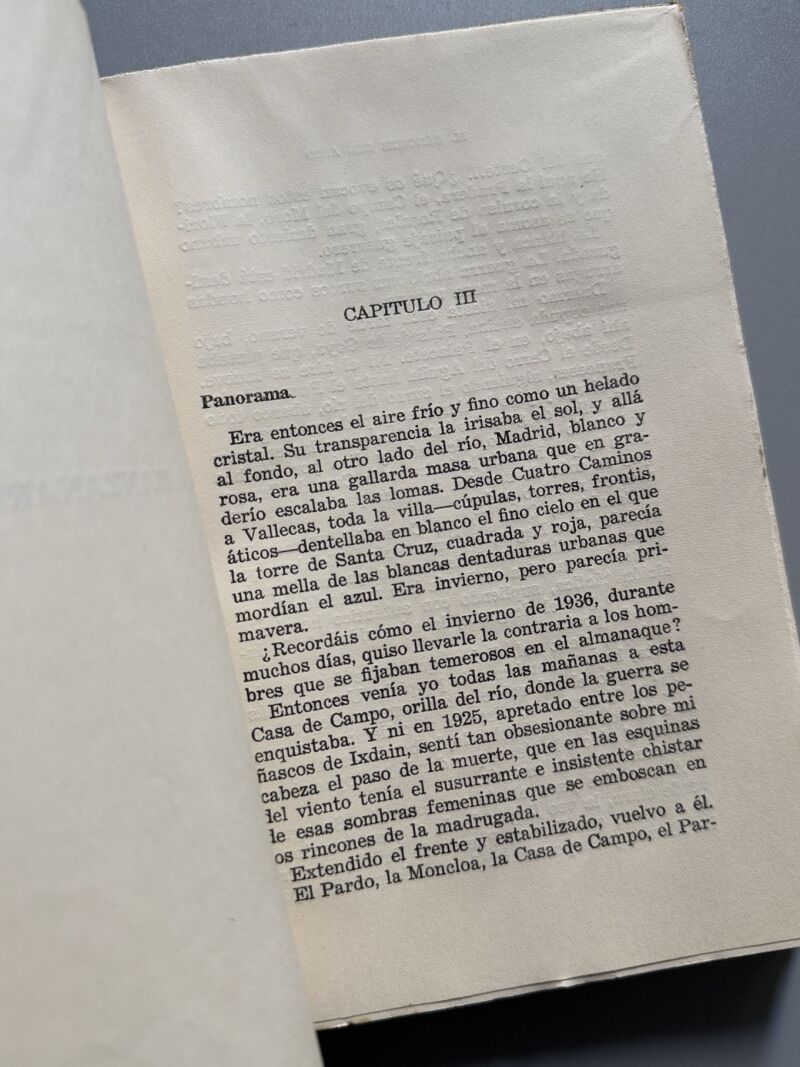 CAPITULO III
Panorama.
Era entonces el aire frío y fino como un helado
cristal. Su transparencia la irisaba el sol, y allá
al fondo, al otro lado del río, Madrid, blanco y
rosa, era una gallarda masa urbana que en gra-
derío escalaba las lomas. Desde Cuatro Caminos
a Vallecas, toda la villa—cúpulas, torres, frontis,
áticos—dentellaba en blanco el fino cielo en el que
la torre de Santa Cruz, cuadrada y roja, parecía
una mella de las blancas dentaduras urbanas que
mordían el azul. Era invierno, pero parecía pri-
mavera.
¿Recordáis cómo el invierno de 1936, durante
muchos días, quiso llevarle la contraria a los hom-
bres que se fijaban temerosos en el almanaque?
Entonces venía yo todas las mañanas a esta
Casa de Campo, orilla del río, donde la guerra se
enquistaba. Y ni en 1925, apretado entre los pe-
ñascos de Ixdain, sentí tan obsesionante sobre mi
cabeza el paso de la muerte, que en las esquinas
del viento tenía el susurrante e insistente chistar
de esas sombras femeninas que se emboscan en
os rincones de la madrugada.
Extendido el frente y estabilizado, vuelvo a él.
El Pardo, la Moncloa, la Casa de Campo, el Par-